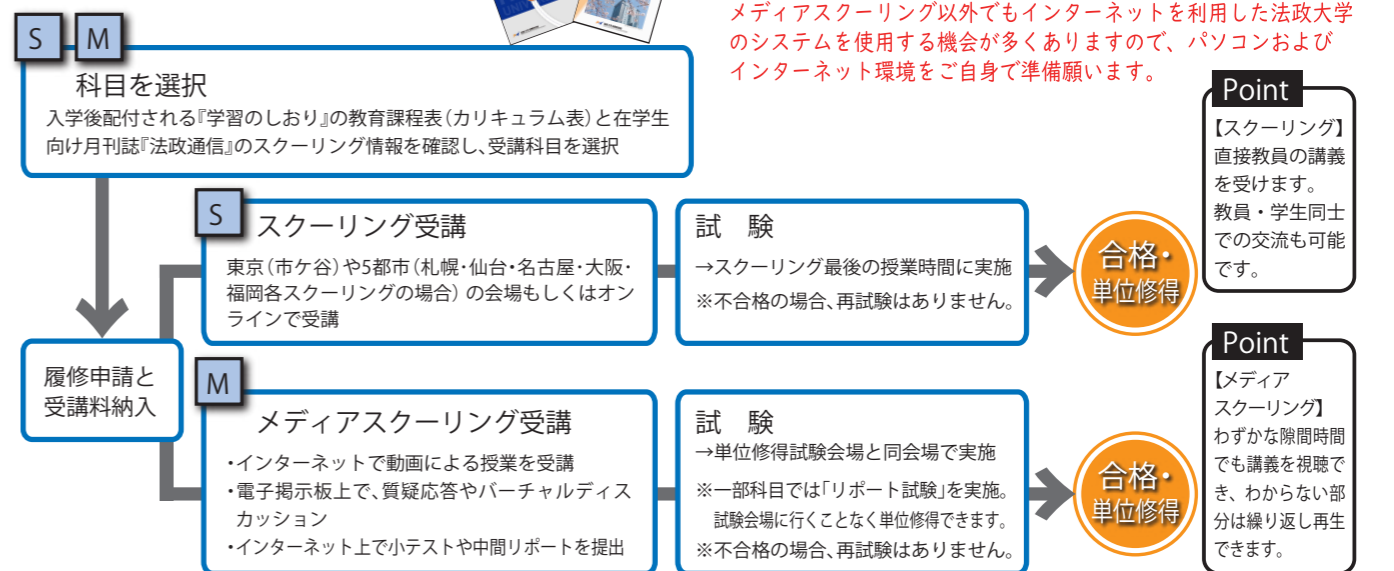 メディアスクーリング以外でもインターネットを利用した法政大学
のシステムを使用する機会が多くありますので、パソコンおよび
インターネット環境をご自身で準備願います。
S M
科目を選択
入学後配付される『学習のしおり』の教育課程表（カリキュラム表）と在学生
向け月刊誌『法政通信』のスクーリング情報を確認し、受講科目を選択
履修申請と
受講料納入
S
スクーリング受講
東京（市ケ谷）や5都市（札幌・仙台・名古屋・大阪・
福岡各スクーリングの場合）の会場もしくはオン
ラインで受講
試　験
→スクーリング最後の授業時間に実施
※不合格の場合、再試験はありません。
合格・
単位修得
Point
【スクーリング】
直接教員の講義
を受けます。
教員・学生同士
での交流も可能
です。
M
メディアスクーリング受講
・インターネットで動画による授業を受講
・電子掲示板上で、質疑応答やバーチャルディス
カッション
・インターネット上で小テストや中間リポートを提出
試　験
→単位修得試験会場と同会場で実施
※一部科目では「リポート試験」を実施。
試験会場に行くことなく単位修得できます。
※不合格の場合、再試験はありません。
合格・
単位修得
Point
【メディア
スクーリング】
わずかな隙間時間
でも講義を視聴で
き、わからない部
分は繰り返し再生
できます。